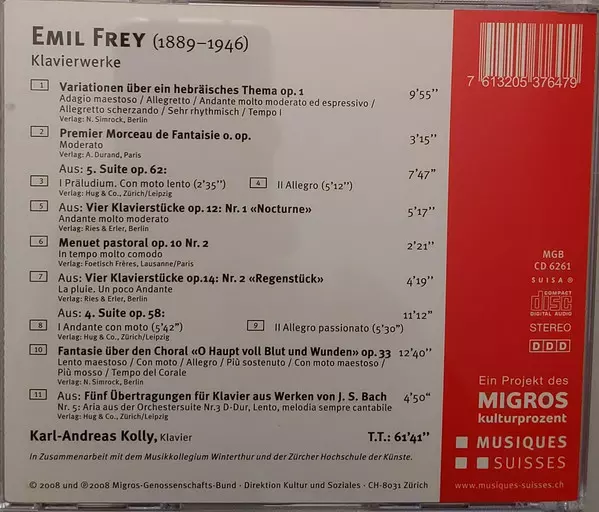 EMIL FREY (1889–1946)
Klavierwerke
7 613205 376479
1 Variationen über ein hebräisches Thema op. 1 9'55"
Adagio maestoso / Allegretto / Andante molto moderato ed espressivo /
Allegretto scherzando / Sehr rhythmisch / Tempo I
Verlag: N. Simrock, Berlin
2 Premier Morceau de Fantaisie o. op. 3'15"
Moderato
Verlag: A. Durand, Paris
Aus: 5. Suite op. 62: 7'47"
3 I Präludium. Con moto lento (2'35") 4 II Allegro (5'12")
Verlag: Hug & Co., Zürich/Leipzig
5 Aus: Vier Klavierstücke op. 12: Nr. 1 «Nocturne» 5'17"
Andante molto moderato
Verlag: Ries & Erler, Berlin
6 Menuet pastoral op. 10 Nr. 2 2'21"
In tempo molto comodo
Verlag: Foetisch Frères, Lausanne/Paris
7 Aus: Vier Klavierstücke op.14: Nr. 2 «Regenstück» 4'19"
La pluie. Un poco Andante
Verlag: Ries & Erler, Berlin
Aus: 4. Suite op. 58: 11'12"
8 I Andante con moto (5'42") 9 II Allegro passionato (5'30")
Verlag: Hug & Co., Zürich/Leipzig
10 Fantasie über den Choral «O Haupt voll Blut und Wunden» op. 33 12'40"
Lento maestoso / Con moto / Allegro / Più sostenuto / Con moto maestoso /
Più mosso / Tempo del Corale
Verlag: N. Simrock, Berlin
11 Aus: Fünf Übertragungen für Klavier aus Werken von J. S. Bach 4'50"
Nr. 5: Aria aus der Orchestersuite Nr.3 D-Dur, Lento, melodia sempre cantabile
Verlag: Hug & Co., Zürich/Leipzig
Karl-Andreas Kolly, Klavier T.T.: 61'41"
In Zusammenarbeit mit dem Musikkollegium Winterthur und der Zürcher Hochschule der Künste.
© 2008 und ℗ 2008 Migros-Genossenschafts-Bund · Direktion Kultur und Soziales · CH-8031 Zürich
MGB
CD 6261
SUISA ®
COMPACT
disc
DIGITAL AUDIO
STEREO
DDD
Ein Projekt des
MIGROS
kulturprozent
MUSIQUES
SUISSES
www.musiques-suisses.ch